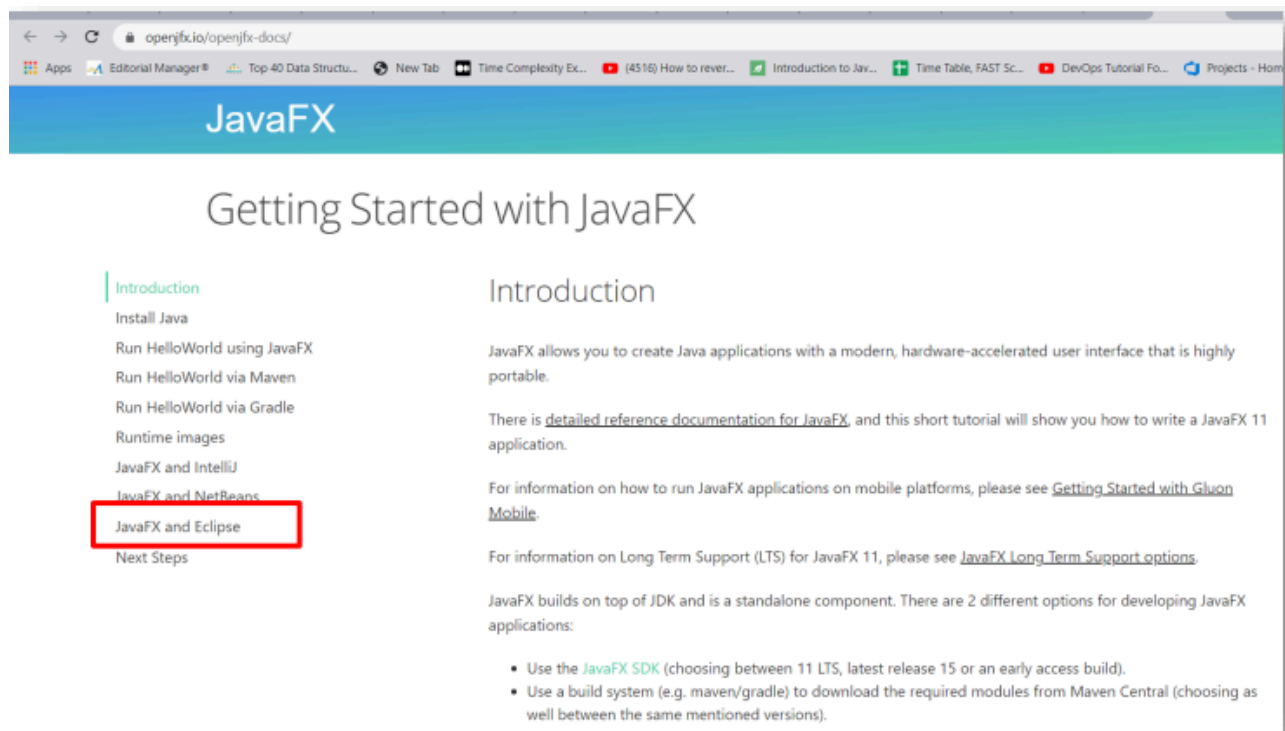 openjfx.io/openjfx-docs/
Apps Editorial Manager® Top 40 Data Structu... New Tab Time Complexity Ex... (4516) How to rever... Introduction to Jav... Time Table, FAST Sc... DevOps Tutorial Fo... Projects - Hom
JavaFX
Getting Started with JavaFX
Introduction
Install Java
Run HelloWorld using JavaFX
Run HelloWorld via Maven
Run HelloWorld via Gradle
Runtime images
JavaFX and IntelliJ
JavaFX and NetBeans
JavaFX and Eclipse
Next Steps
Introduction
JavaFX allows you to create Java applications with a modern, hardware-accelerated user interface that is highly
portable.
There is detailed reference documentation for JavaFX, and this short tutorial will show you how to write a JavaFX 11
application.
For information on how to run JavaFX applications on mobile platforms, please see Getting Started with Gluon
Mobile.
For information on Long Term Support (LTS) for JavaFX 11, please see JavaFX Long Term Support options.
JavaFX builds on top of JDK and is a standalone component. There are 2 different options for developing JavaFX
applications:
• Use the JavaFX SDK (choosing between 11 LTS, latest release 15 or an early access build).
• Use a build system (e.g. maven/gradle) to download the required modules from Maven Central (choosing as
well between the same mentioned versions).